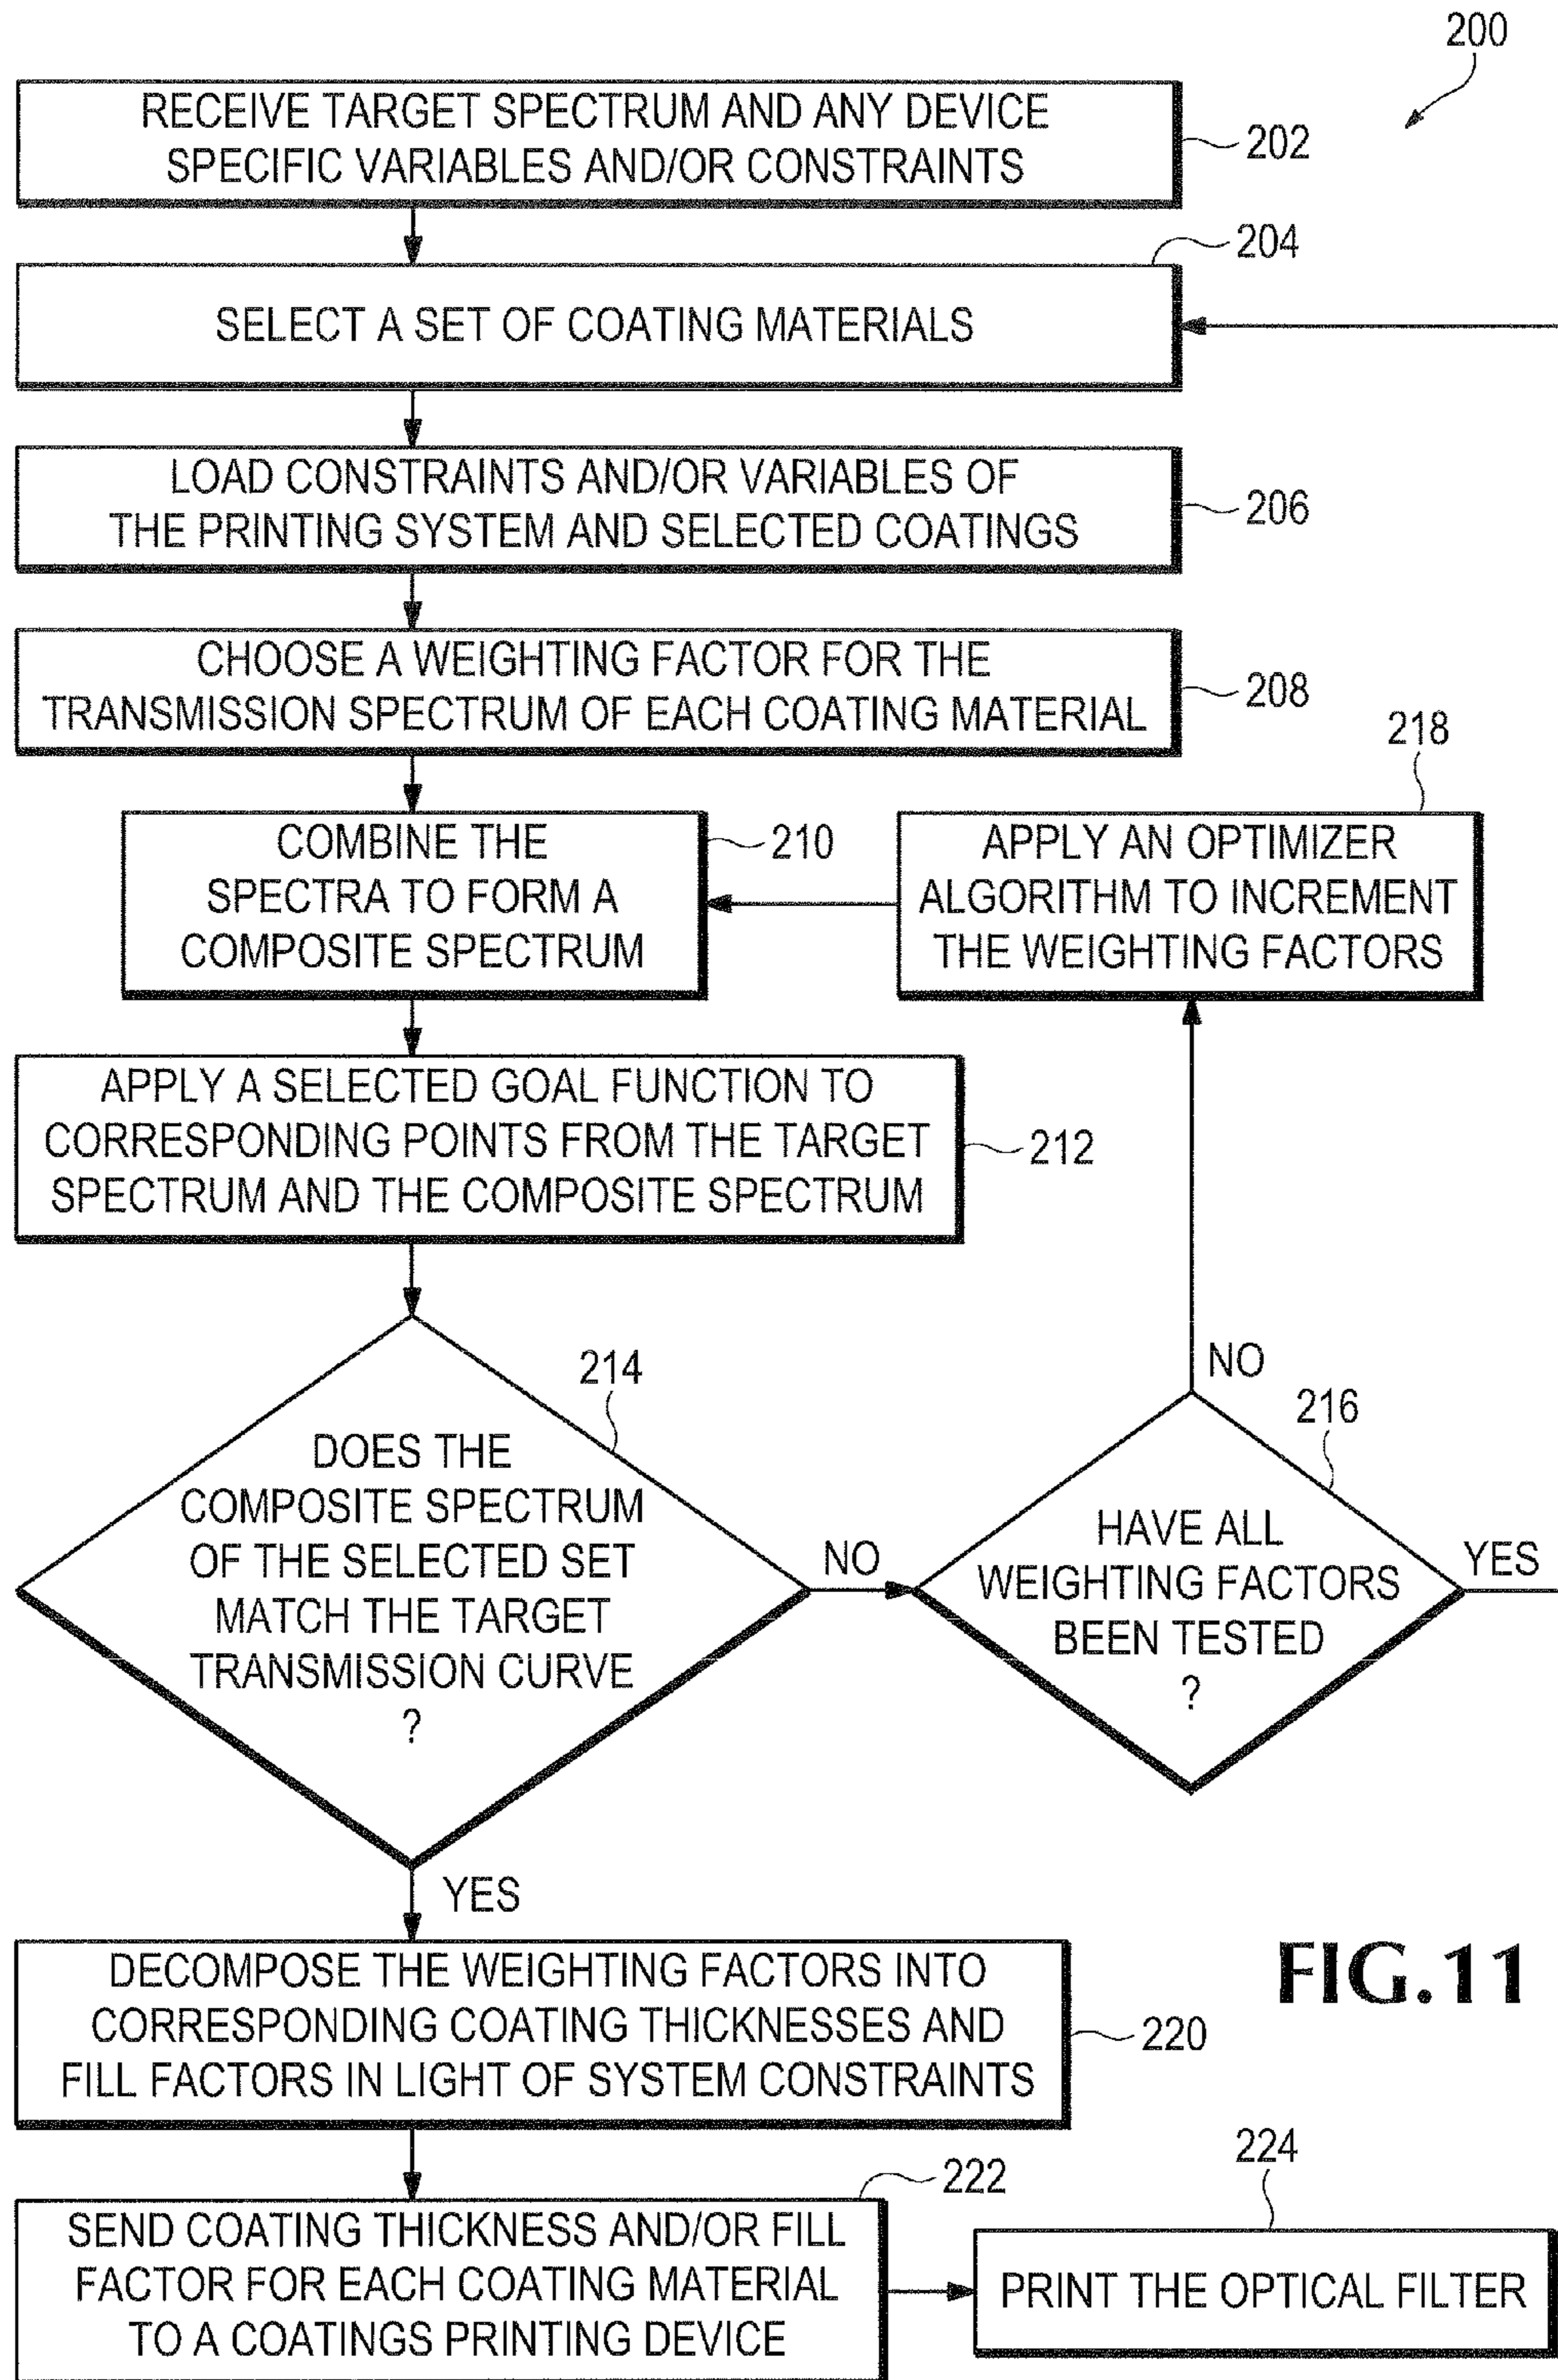 200
RECEIVE TARGET SPECTRUM AND ANY DEVICE
SPECIFIC VARIABLES AND/OR CONSTRAINTS
202
204
SELECT A SET OF COATING MATERIALS
LOAD CONSTRAINTS AND/OR VARIABLES OF
THE PRINTING SYSTEM AND SELECTED COATINGS
206
CHOOSE A WEIGHTING FACTOR FOR THE
TRANSMISSION SPECTRUM OF EACH COATING MATERIAL
208
218
COMBINE THE
SPECTRA TO FORM A
COMPOSITE SPECTRUM
210
APPLY AN OPTIMIZER
ALGORITHM TO INCREMENT
THE WEIGHTING FACTORS
APPLY A SELECTED GOAL FUNCTION TO
CORRESPONDING POINTS FROM THE TARGET
SPECTRUM AND THE COMPOSITE SPECTRUM
212
214
DOES THE
COMPOSITE SPECTRUM
OF THE SELECTED SET
MATCH THE TARGET
TRANSMISSION CURVE
?
NO
NO
216
HAVE ALL
WEIGHTING FACTORS
BEEN TESTED
?
YES
YES
DECOMPOSE THE WEIGHTING FACTORS INTO
CORRESPONDING COATING THICKNESSES AND
FILL FACTORS IN LIGHT OF SYSTEM CONSTRAINTS
220
FIG.11
222
SEND COATING THICKNESS AND/OR FILL
FACTOR FOR EACH COATING MATERIAL
TO A COATINGS PRINTING DEVICE
224
PRINT THE OPTICAL FILTER